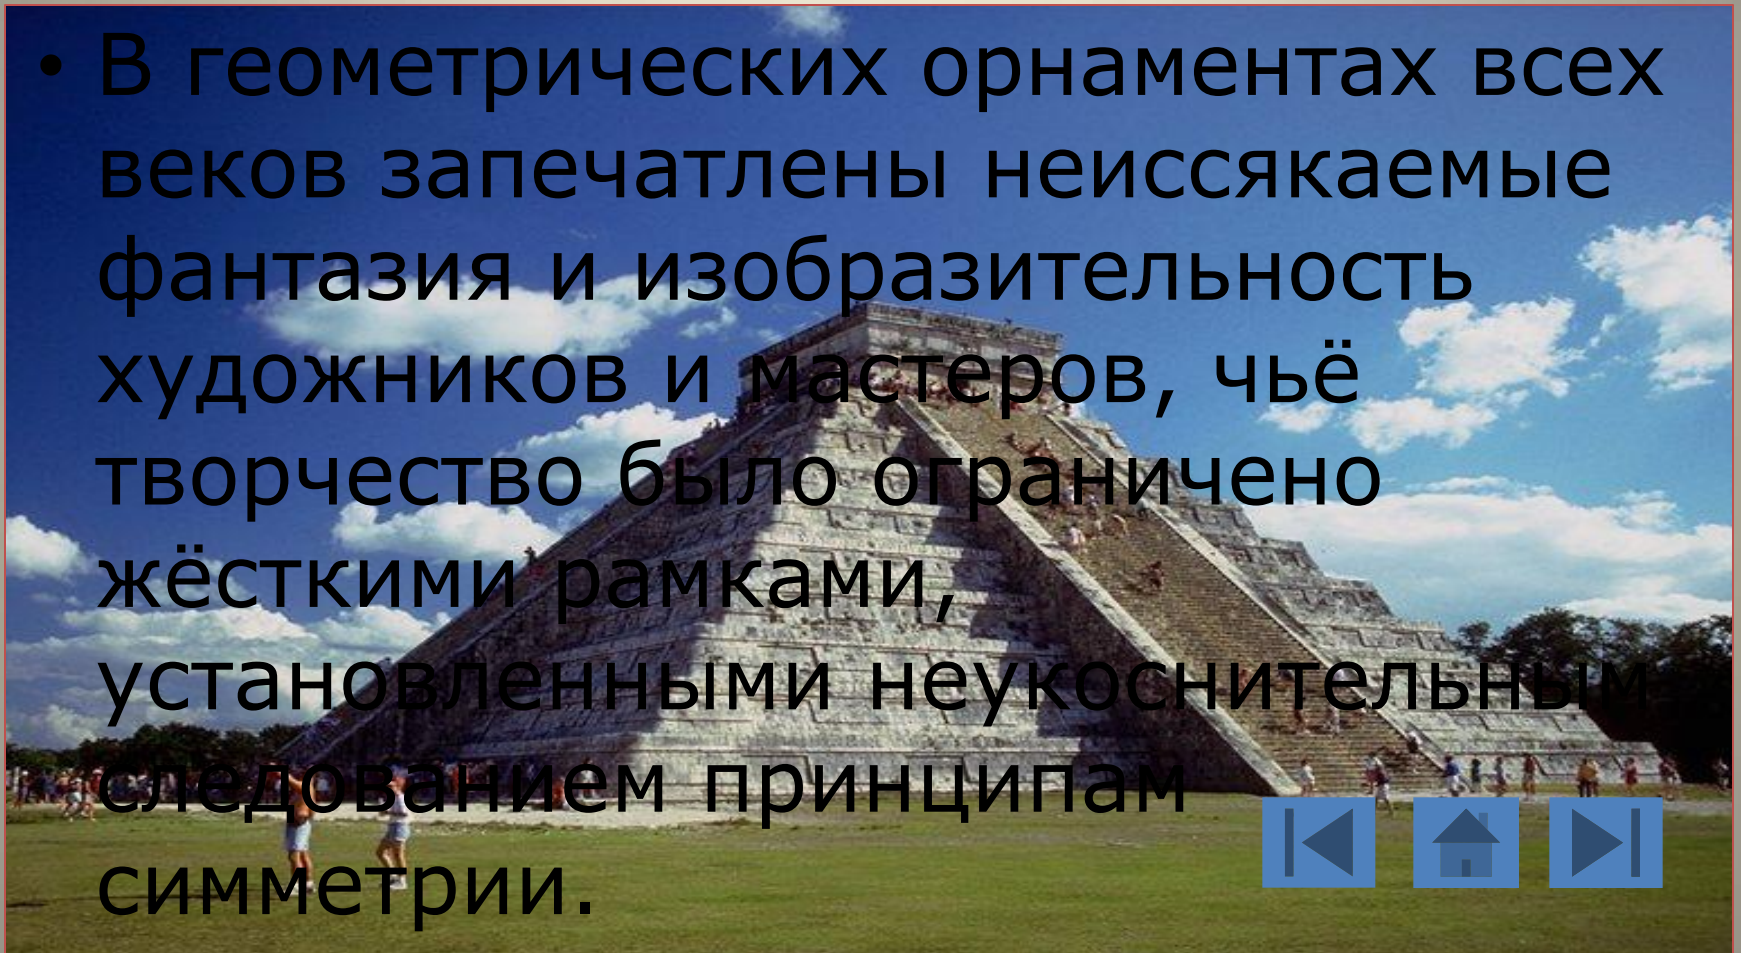 • В геометрических орнаментах всех
веков запечатлены неиссякаемые
фантазия и изобразительность
художников и мастеров, чьё
творчество было ограничено
жёсткими рамками,
установленными неукоснительным
следованием принципам
симметрии.